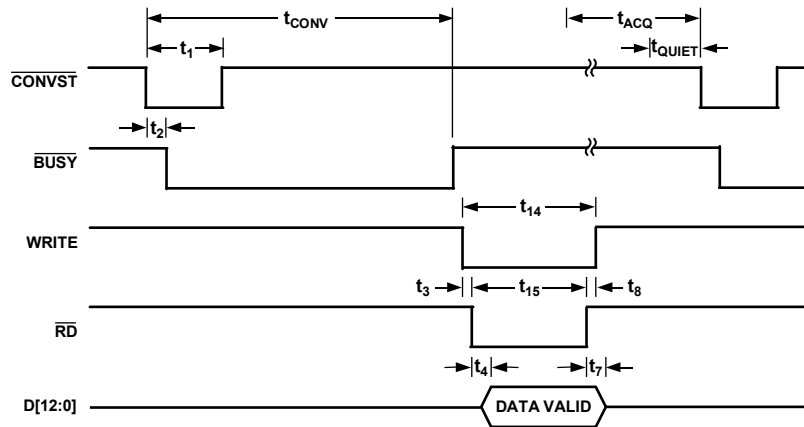 tCONV
tACQ
t1
tQUIET
CONVST
t2
BUSY
t14
WRITE
t3
t15
t8
RD
t4
t7
D[12:0]
DATA VALID